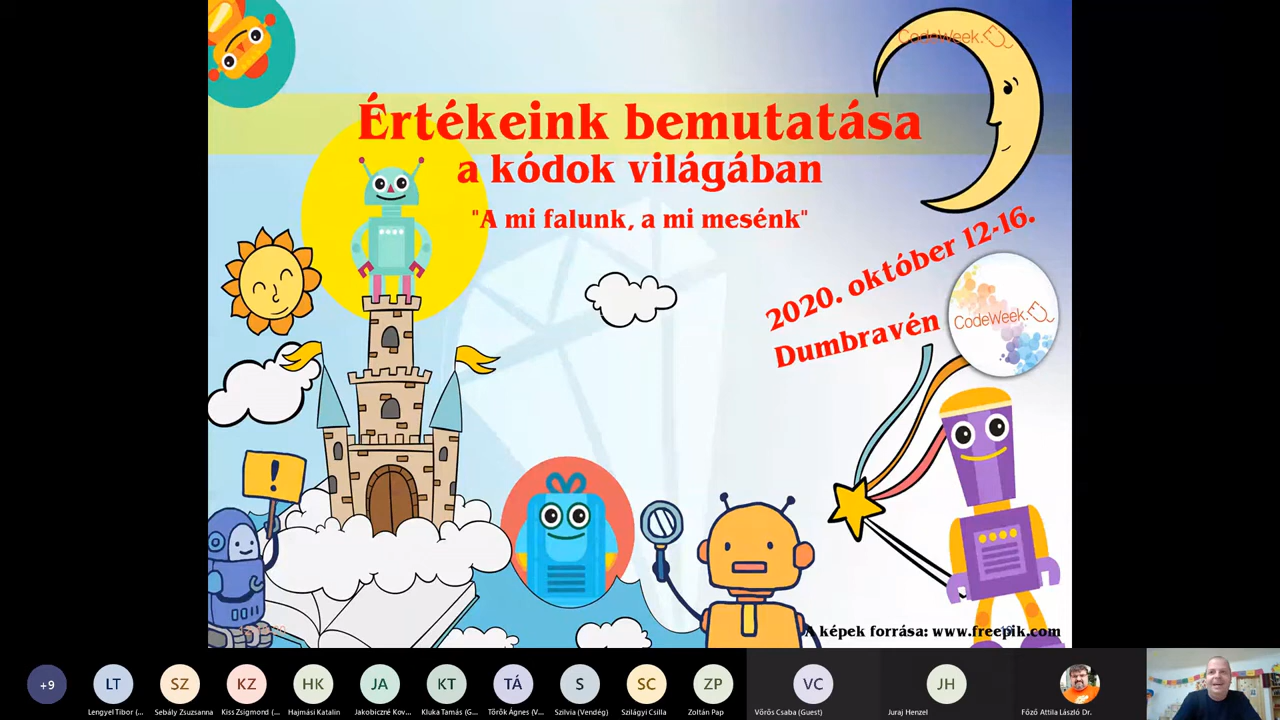 CodeWeek.
Értékeink bemutatása
a kódok világában
"A mi falunk, a mi mesénk"
2020. október 12-16.
Dumbravén
CodeWeek.
!
A képek forrása: www.freepik.com
+9
LT
SZ
KZ
HK
JA
KT
TÁ
S
SC
ZP
VC
JH
Lengyel Tibor (...
Sebály Zsuzsanna
Kiss Zsigmond (...
Hajmási Katalin
Jakobiczné Kov...
Kluka Tamás (G...
Török Ágnes (V...
Szilvia (Vendég)
Szilágyi Csilla
Zoltán Pap
Vörös Csaba (Guest)
Juraj Henzel
Főző Attila László Dr.